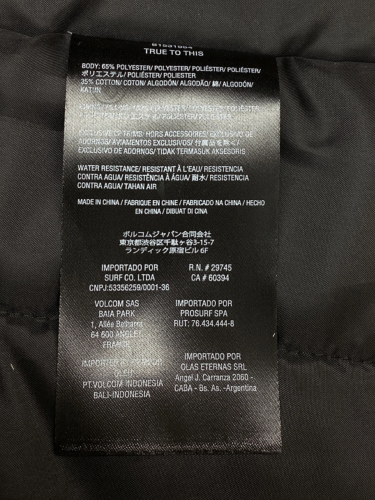 TRUE TO THIS
BODY: 65% POLYESTER/POLYESTER/POLIÉSTER/
ポリエステル/POLIÉSTER/POLIESTER
35% COTTON/COTON/ALGODÓN/ALGODÃO/綿/ALGODÓN/
KATUN
EXCLUSIVE OF TRIMS/HORS ACCESSOIRES/EXCLUSIVO DE
ADORNOS/AVIAMENTOS EXCLUSIVOS/付属品を除く/
EXCLUSIVO DE ADORNOS/TIDAK TERMASUK AKSESORIS
WATER RESISTANCE/RESISTANT À L'EAU/RESISTENCIA
CONTRA AGUA/RESISTÊNCIA À ÁGUA/耐水/RESISTENCIA
CONTRA AGUA/TAHAN AIR
MADE IN CHINA/FABRIQUE EN CHINE/FABRICADO NA CHINA/HECHO
EN CHINA/DIBUAT DI CINA
ボルコムジャパン合同会社
東京都渋谷区千駄ヶ谷3-15-7
ランディック原宿ビル 6F
IMPORTADO POR
SURF CO. LTDA
CNPJ:53356259/0001-36
R.N. # 29745
CA # 60394
VOLCOM SAS
BAIA PARK
1, Allée Belharra
64 600 ANGLET
FRANCE
IMPORTADO POR
PROSURF SPA
RUT: 76.434.444-8
OLEH
PT.VOLCOM INDONESIA
BALI-INDONESIA
IMPORTADO POR
GLAS ETERNAS SRL
Angel J. Carranza 2060 -
CABA - Bs. As. -Argentina